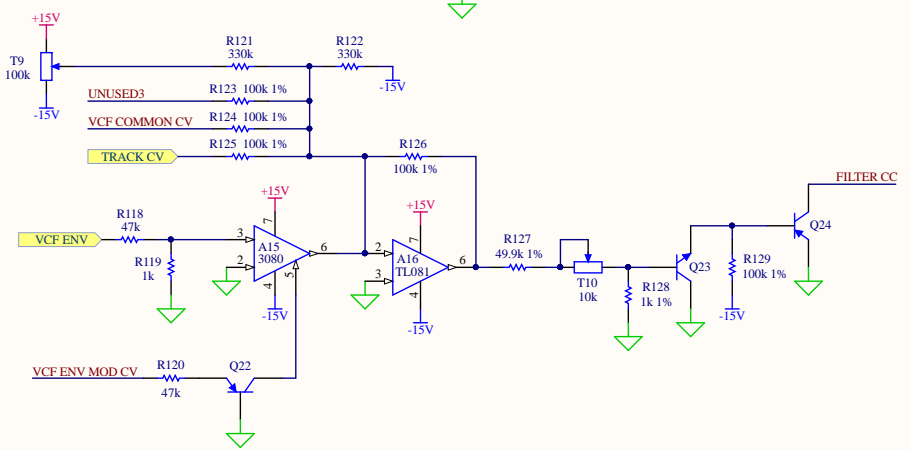 +15V
T9
100k
-15V
R121
330k
R122
330k
-15V
UNUSED3
R123 100k 1%
VCF COMMON CV
R124 100k 1%
TRACK CV
R125 100k 1%
R126
100k 1%
FILTER CC
VCF ENV
R118
47k
R119
1k
+15V
3
2
7
A15
3080
6
5
4
-15V
+15V
2
3
7
A16
TL081
6
4
-15V
R127
49.9k 1%
T10
10k
R128
1k 1%
Q23
R129
100k 1%
-15V
Q24
VCF ENV MOD CV
R120
47k
Q22